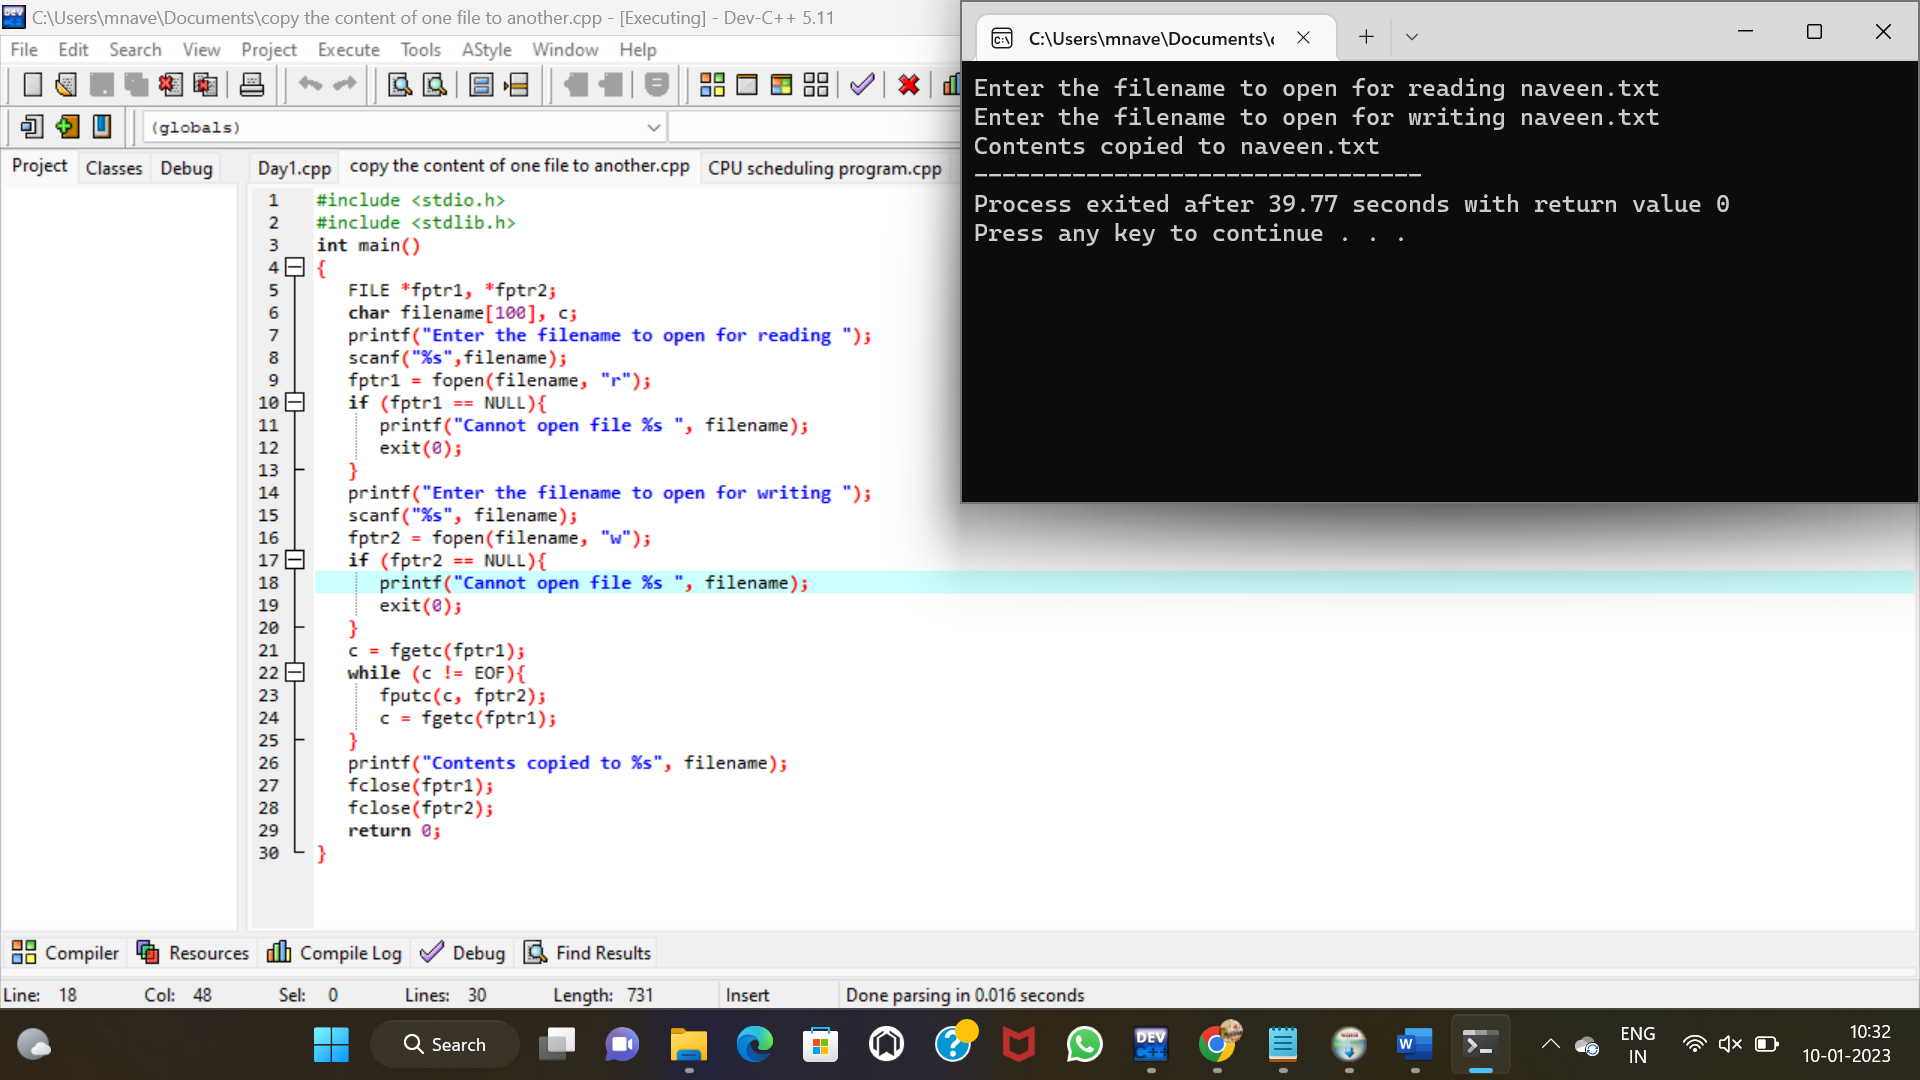 C:\Users\mnave\Documents\copy the content of one file to another.cpp - [Executing] - Dev-C++ 5.11
File Edit Search View Project Execute Tools AStyle Window Help
(globals)
Project Classes Debug
Day1.cpp copy the content of one file to another.cpp CPU scheduling program.cpp
1 #include <stdio.h>
2 #include <stdlib.h>
3 int main()
4 {
5 FILE *fptr1, *fptr2;
6 char filename[100], c;
7 printf("Enter the filename to open for reading ");
8 scanf("%s",filename);
9 fptr1 = fopen(filename, "r");
10 if (fptr1 == NULL){
11 printf("Cannot open file %s ", filename);
12 exit(0);
13 }
14 printf("Enter the filename to open for writing ");
15 scanf("%s", filename);
16 fptr2 = fopen(filename, "w");
17 if (fptr2 == NULL){
18 printf("Cannot open file %s ", filename);
19 exit(0);
20 }
21 c = fgetc(fptr1);
22 while (c != EOF){
23 fputc(c, fptr2);
24 c = fgetc(fptr1);
25 }
26 printf("Contents copied to %s", filename);
27 fclose(fptr1);
28 fclose(fptr2);
29 return 0;
30 }
C:\Users\mnave\Documents\c
Enter the filename to open for reading naveen.txt
Enter the filename to open for writing naveen.txt
Contents copied to naveen.txt
--------------------------------
Process exited after 39.77 seconds with return value 0
Press any key to continue . . .
Compiler Resources Compile Log Debug Find Results
Line: 18 Col: 48 Sel: 0 Lines: 30 Length: 731 Insert Done parsing in 0.016 seconds
Search
DEV
C++
W
ENG
IN
10:32
10-01-2023